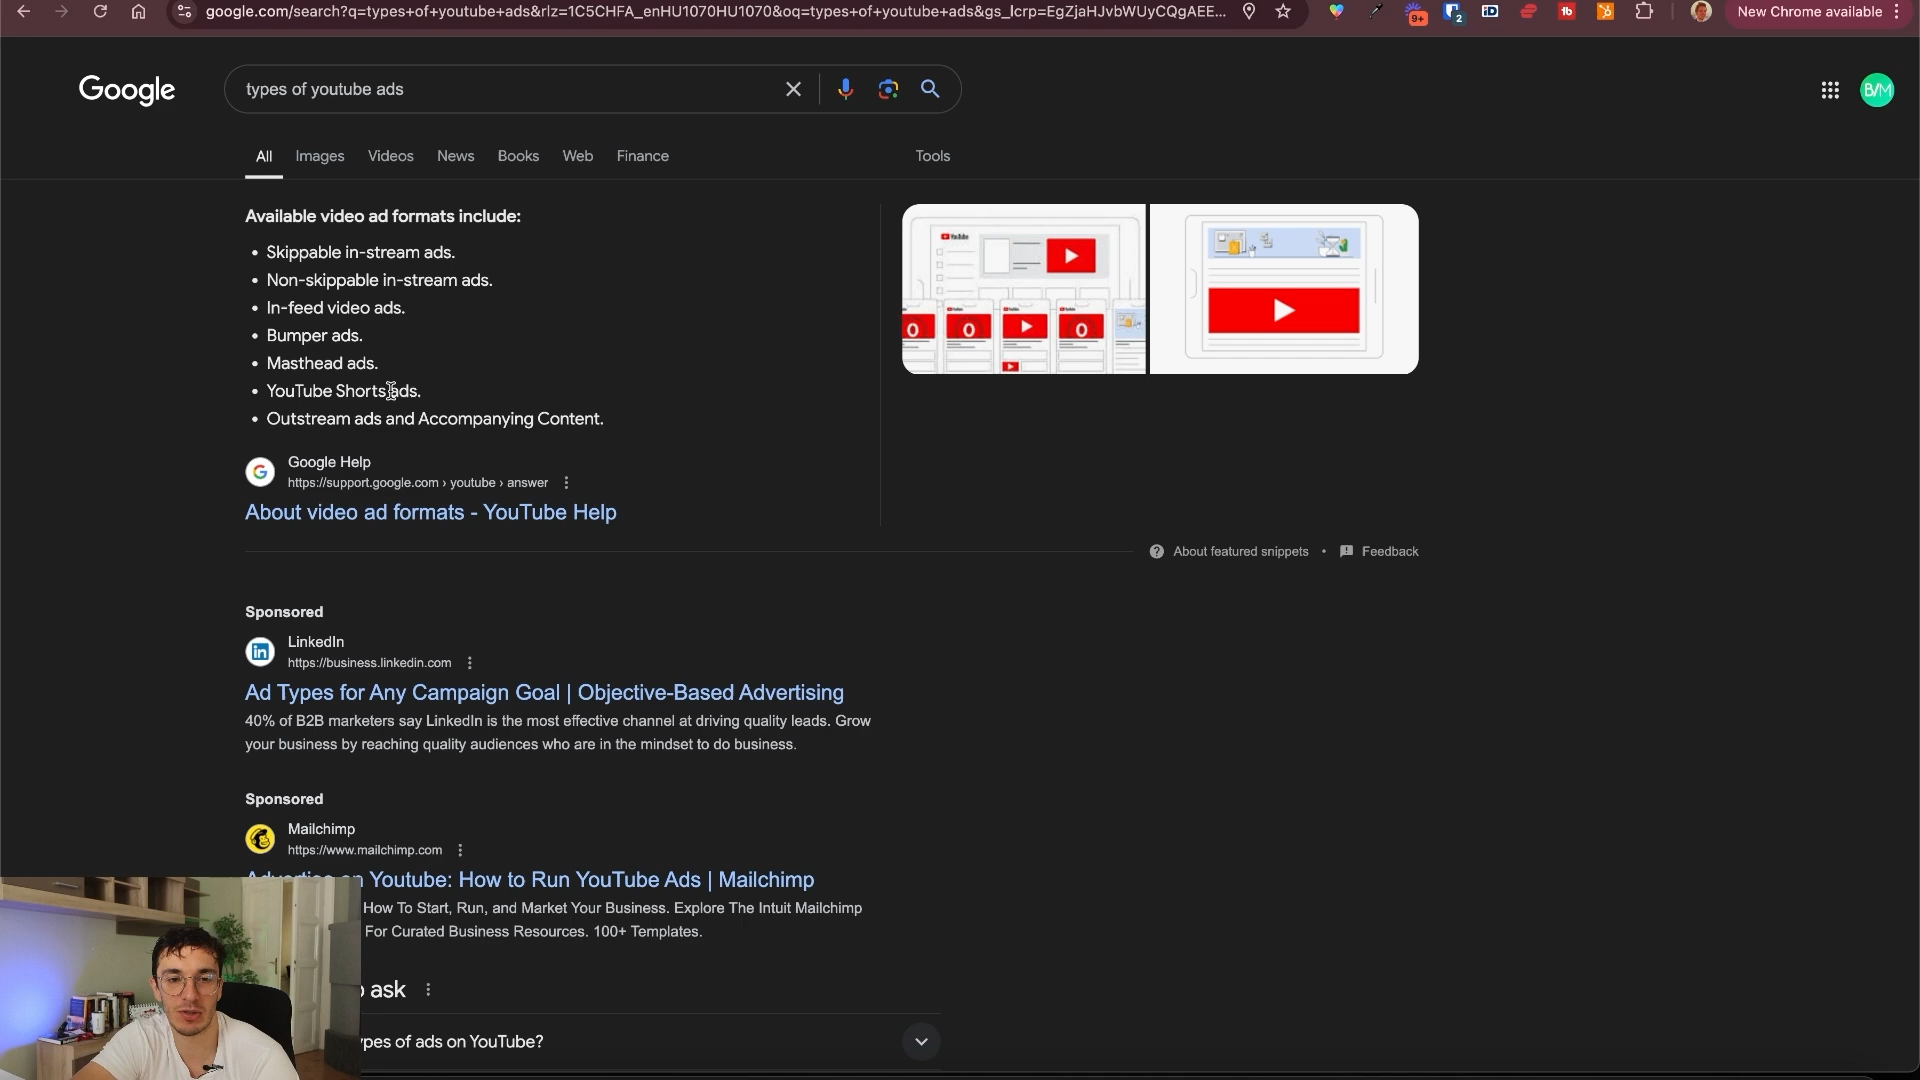 google.com/search?q=types+of+youtube+ads&rlz=1C5CHFA_enHU1070HU1070&oq=types+of+youtube+ads&gs_lcrp=EgZjaHJvbWUyCQgAEE...
9+
2
New Chrome available
Google
types of youtube ads
B/M
All
Images
Videos
News
Books
Web
Finance
Tools
Available video ad formats include:
• Skippable in-stream ads.
• Non-skippable in-stream ads.
• In-feed video ads.
• Bumper ads.
• Masthead ads.
• YouTube Shorts ads.
• Outstream ads and Accompanying Content.
YouTube
Google Help
https://support.google.com › youtube › answer
About video ad formats - YouTube Help
About featured snippets • Feedback
Sponsored
LinkedIn
https://business.linkedin.com
Ad Types for Any Campaign Goal | Objective-Based Advertising
40% of B2B marketers say LinkedIn is the most effective channel at driving quality leads. Grow
your business by reaching quality audiences who are in the mindset to do business.
Sponsored
Mailchimp
https://www.mailchimp.com
Youtube: How to Run YouTube Ads | Mailchimp
How To Start, Run, and Market Your Business. Explore The Intuit Mailchimp
For Curated Business Resources. 100+ Templates.
ask
ypes of ads on YouTube?